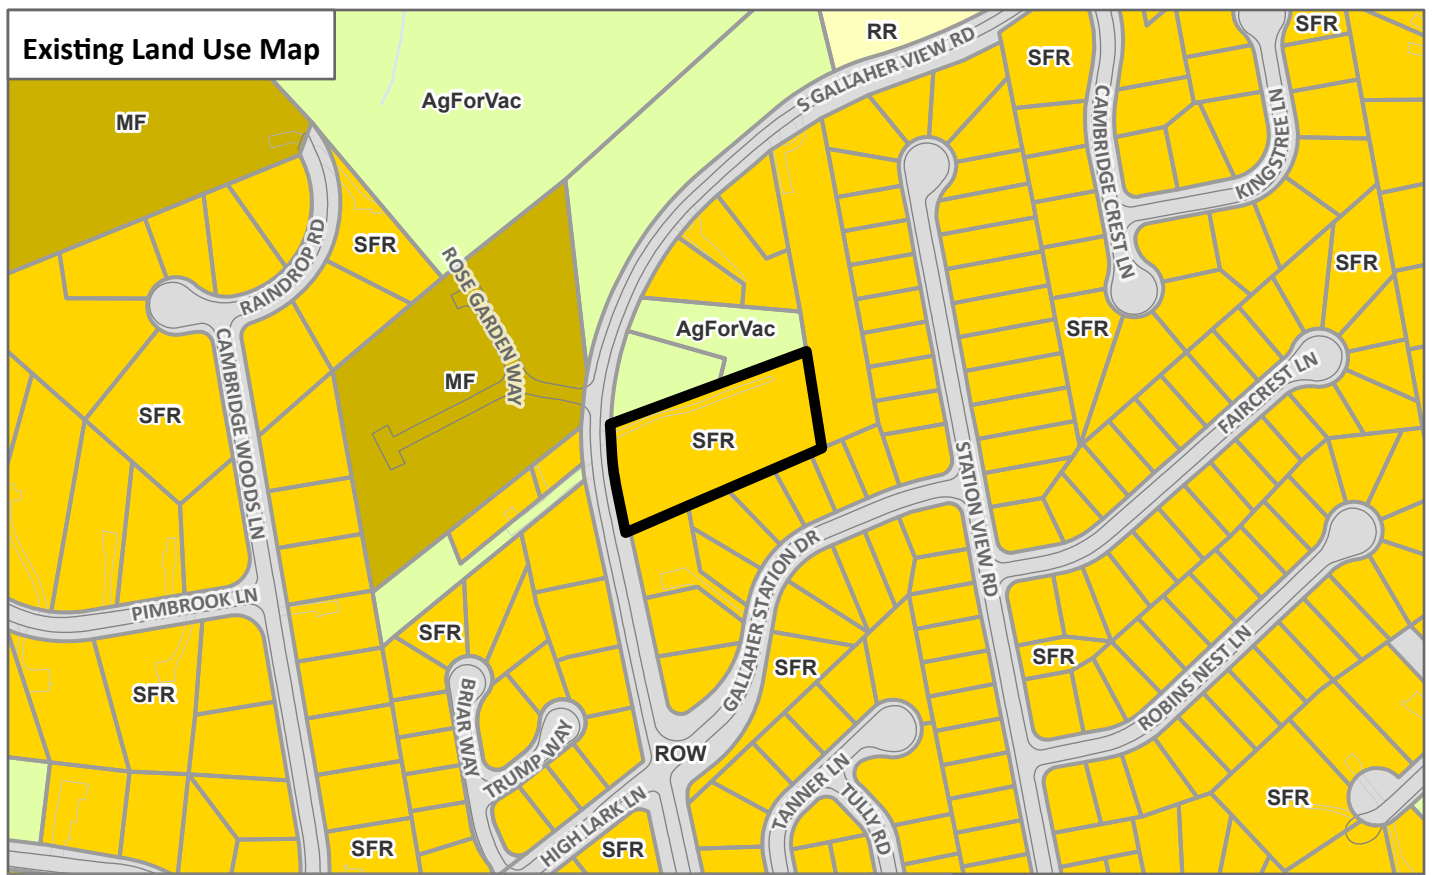 Existing Land Use Map
SFR
RR
S GALLAHER VIEW RD
SFR
AgForVac
MF
CAMBRIDGE CREST LN
KINGSTREE LN
SFR
RAINDROP RD
ROSE GARDEN WAY
SFR
AgForVac
SFR
MF
CAMBRIDGE WOODS LN
SFR
SFR
FAIRCREST LN
STATION VIEW RD
GALLAHER STATION DR
PIMBROOK LN
SFR
SFR
SFR
ROBINS NEST LN
SFR
BRIAR WAY
TRUMP WAY
ROW
TANNER LN
TULLY RD
SFR
HIGH LARK LN
SFR
SFR